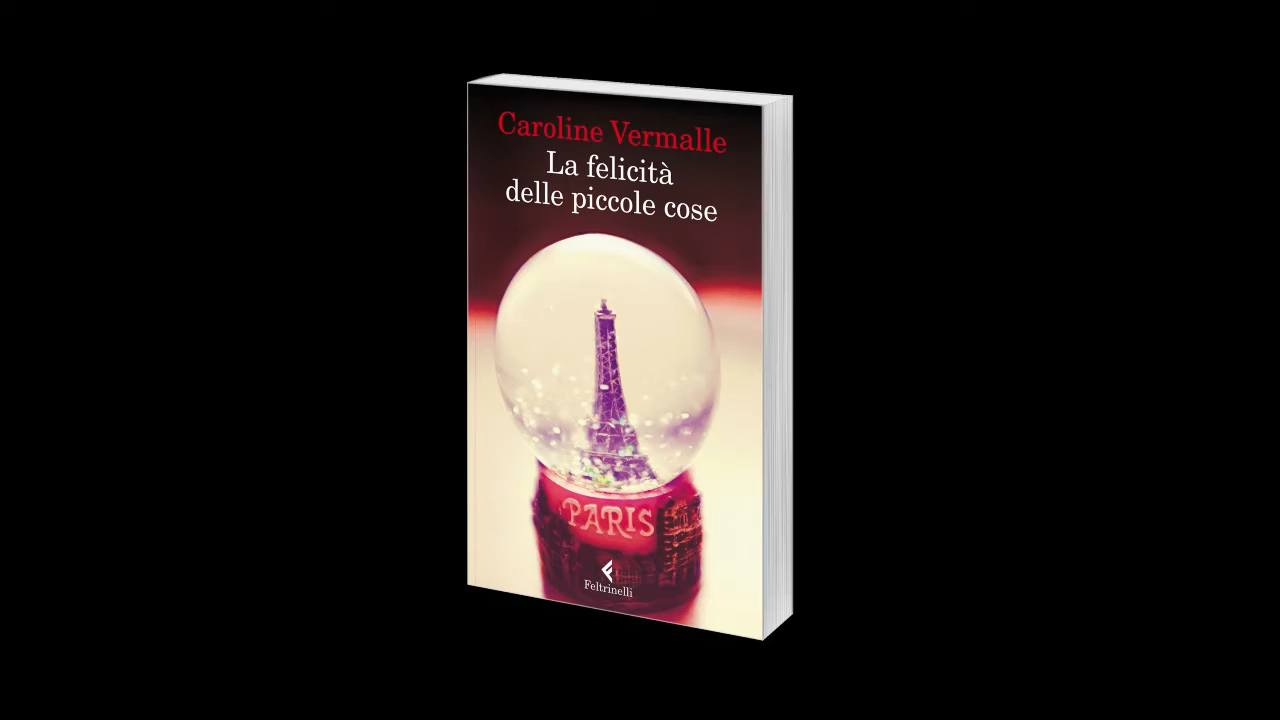 Caroline Vermalle
La felicità
delle piccole cose
PARIS
Feltrinelli